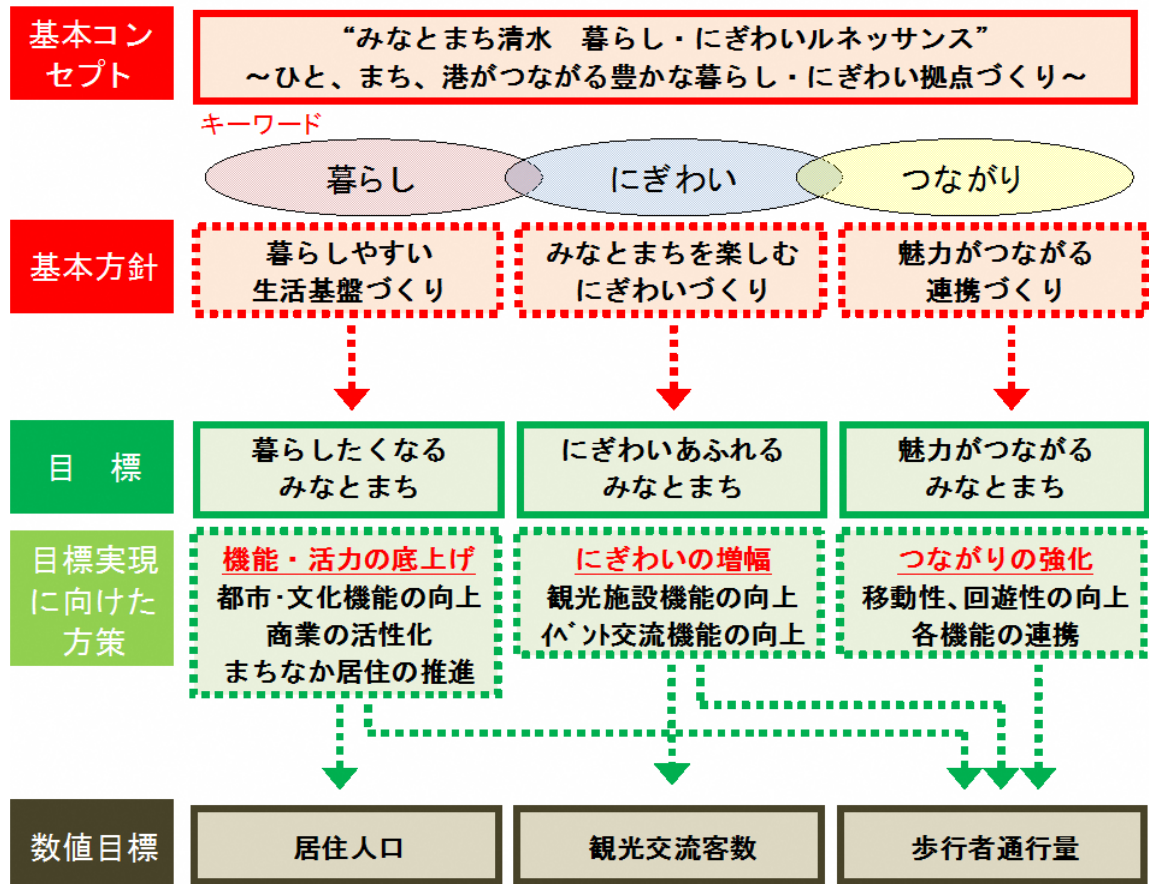 基本コン
セプト
“みなとまち清水　暮らし・にぎわいルネッサンス”
～ひと、まち、港がつながる豊かな暮らし・にぎわい拠点づくり～
キーワード
暮らし
にぎわい
つながり
基本方針
暮らしやすい
生活基盤づくり
みなとまちを楽しむ
にぎわいづくり
魅力がつながる
連携づくり
目　標
暮らしたくなる
みなとまち
にぎわいあふれる
みなとまち
魅力がつながる
みなとまち
目標実現
に向けた
方策
機能・活力の底上げ
都市･文化機能の向上
商業の活性化
まちなか居住の推進
にぎわいの増幅
観光施設機能の向上
ｲﾍﾞﾝﾄ交流機能の向上
つながりの強化
移動性、回遊性の向上
各機能の連携
数値目標
居住人口
観光交流客数
歩行者通行量